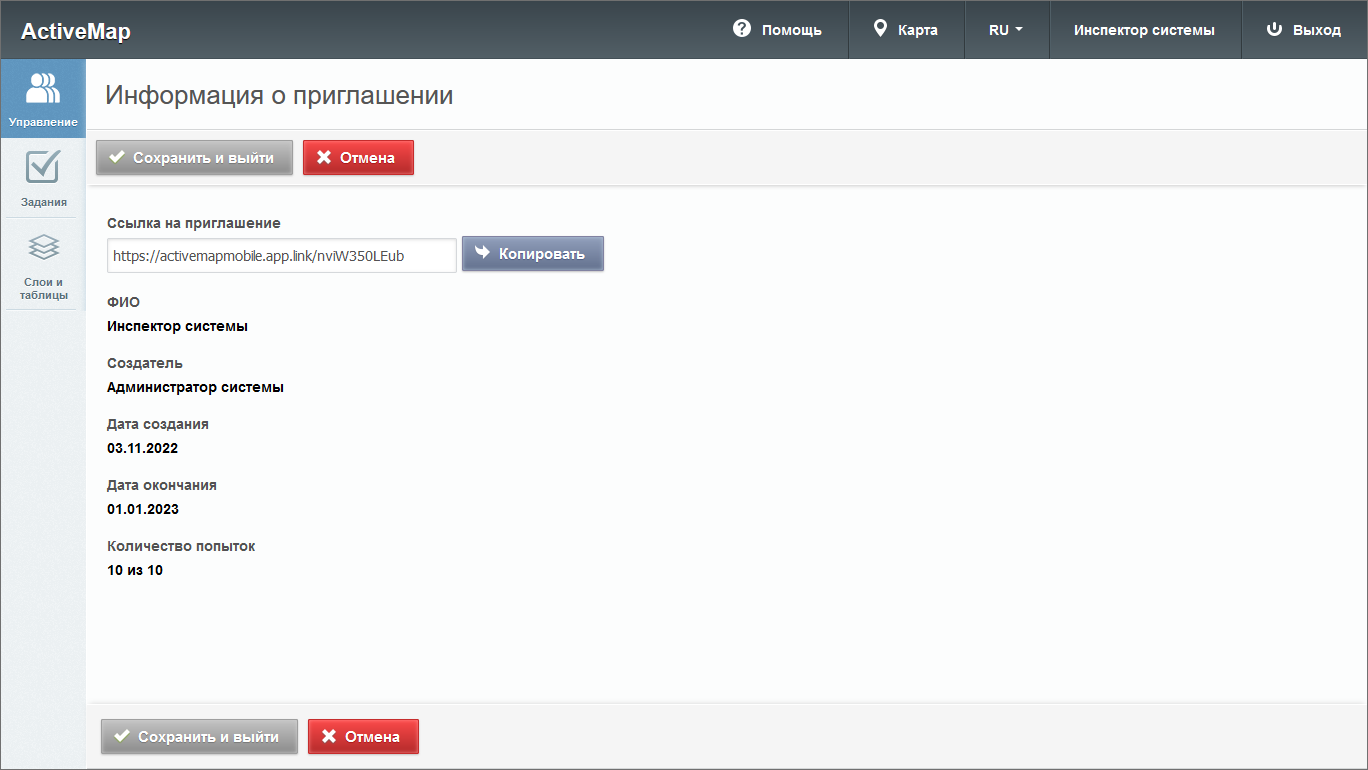 ActiveMap
Помощь
Карта
RU
Инспектор системы
Выход
Управление
Задания
Слои и
таблицы
Информация о приглашении
Сохранить и выйти
Отмена
Ссылка на приглашение
https://activemapmobile.app.link/nviW350LEub
Копировать
ФИО
Инспектор системы
Создатель
Администратор системы
Дата создания
03.11.2022
Дата окончания
01.01.2023
Количество попыток
10 из 10
Сохранить и выйти
Отмена